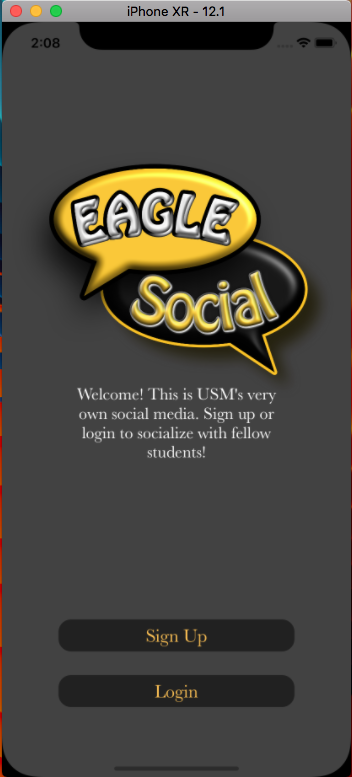 iPhone XR - 12.1
2:08
EAGLE
Social
Welcome! This is USM's very
own social media. Sign up or
login to socialize with fellow
students!
Sign Up
Login